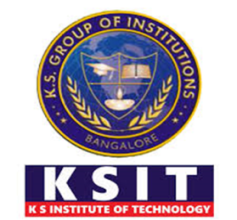 K.S. GROUP OF INSTITUTIONS
BANGALORE
KSIT
K S INSTITUTE OF TECHNOLOGY